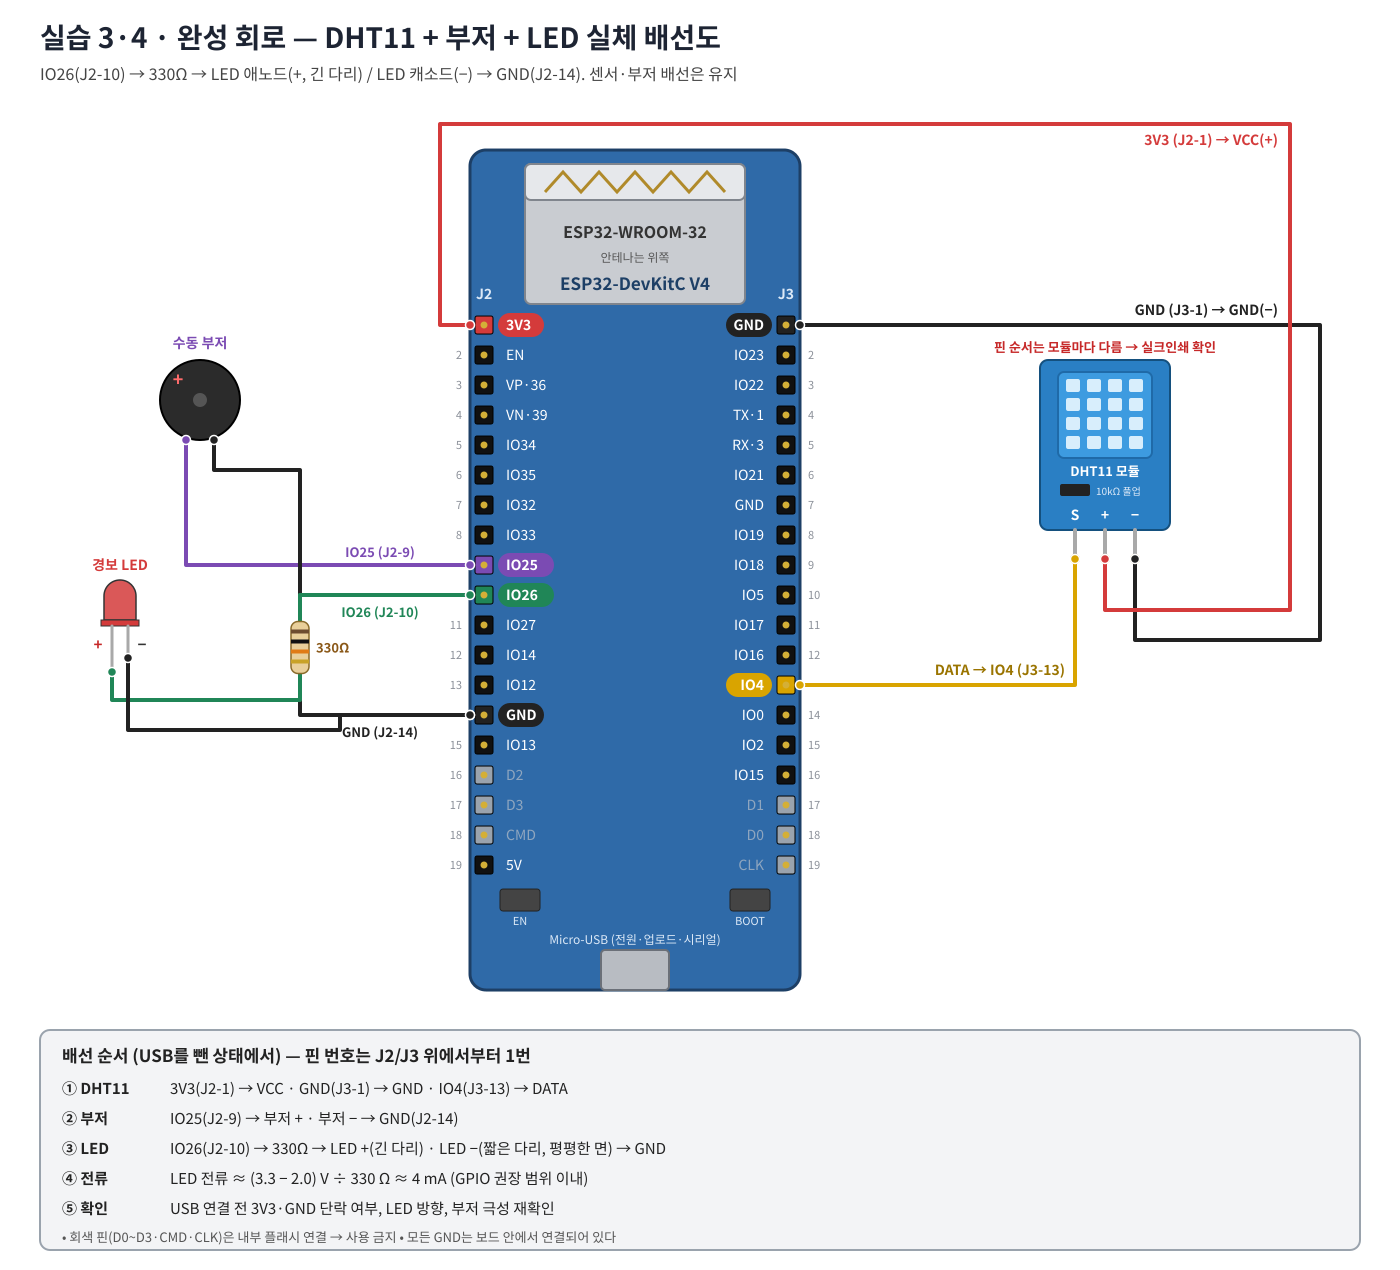 실습 3·4 · 완성 회로 — DHT11 + 부저 + LED 실체 배선도
IO26(J2-10) → 330Ω → LED 애노드(+, 긴 다리) / LED 캐소드(−) → GND(J2-14). 센서·부저 배선은 유지
3V3 (J2-1) → VCC(+)
ESP32-WROOM-32
안테나는 위쪽
ESP32-DevKitC V4
J2
J3
GND (J3-1) → GND(−)
3V3
GND
핀 순서는 모듈마다 다름 → 실크인쇄 확인
수동 부저
+
2 EN
IO23 2
3 VP·36
IO22 3
4 VN·39
TX·1 4
5 IO34
RX·3 5
6 IO35
IO21 6
7 IO32
GND 7
8 IO33
IO19 8
DHT11 모듈
10kΩ 풀업
S + −
IO25 (J2-9)
IO25
IO18 9
경보 LED
IO26
IO5 10
IO26 (J2-10)
11 IO27
IO17 11
+ −
330Ω
12 IO14
IO16 12
DATA → IO4 (J3-13)
13 IO12
IO4
GND
IO0 14
GND (J2-14)
15 IO13
IO2 15
16 D2
IO15 16
17 D3
D1 17
18 CMD
D0 18
19 5V
CLK 19
EN
BOOT
Micro-USB (전원·업로드·시리얼)
배선 순서 (USB를 뺀 상태에서) — 핀 번호는 J2/J3 위에서부터 1번
① DHT11 3V3(J2-1) → VCC · GND(J3-1) → GND · IO4(J3-13) → DATA
② 부저 IO25(J2-9) → 부저 + · 부저 − → GND(J2-14)
③ LED IO26(J2-10) → 330Ω → LED +(긴 다리) · LED −(짧은 다리, 평평한 면) → GND
④ 전류 LED 전류 ≈ (3.3 − 2.0) V ÷ 330 Ω ≈ 4 mA (GPIO 권장 범위 이내)
⑤ 확인 USB 연결 전 3V3·GND 단락 여부, LED 방향, 부저 극성 재확인
• 회색 핀(D0~D3·CMD·CLK)은 내부 플래시 연결 → 사용 금지 • 모든 GND는 보드 안에서 연결되어 있다